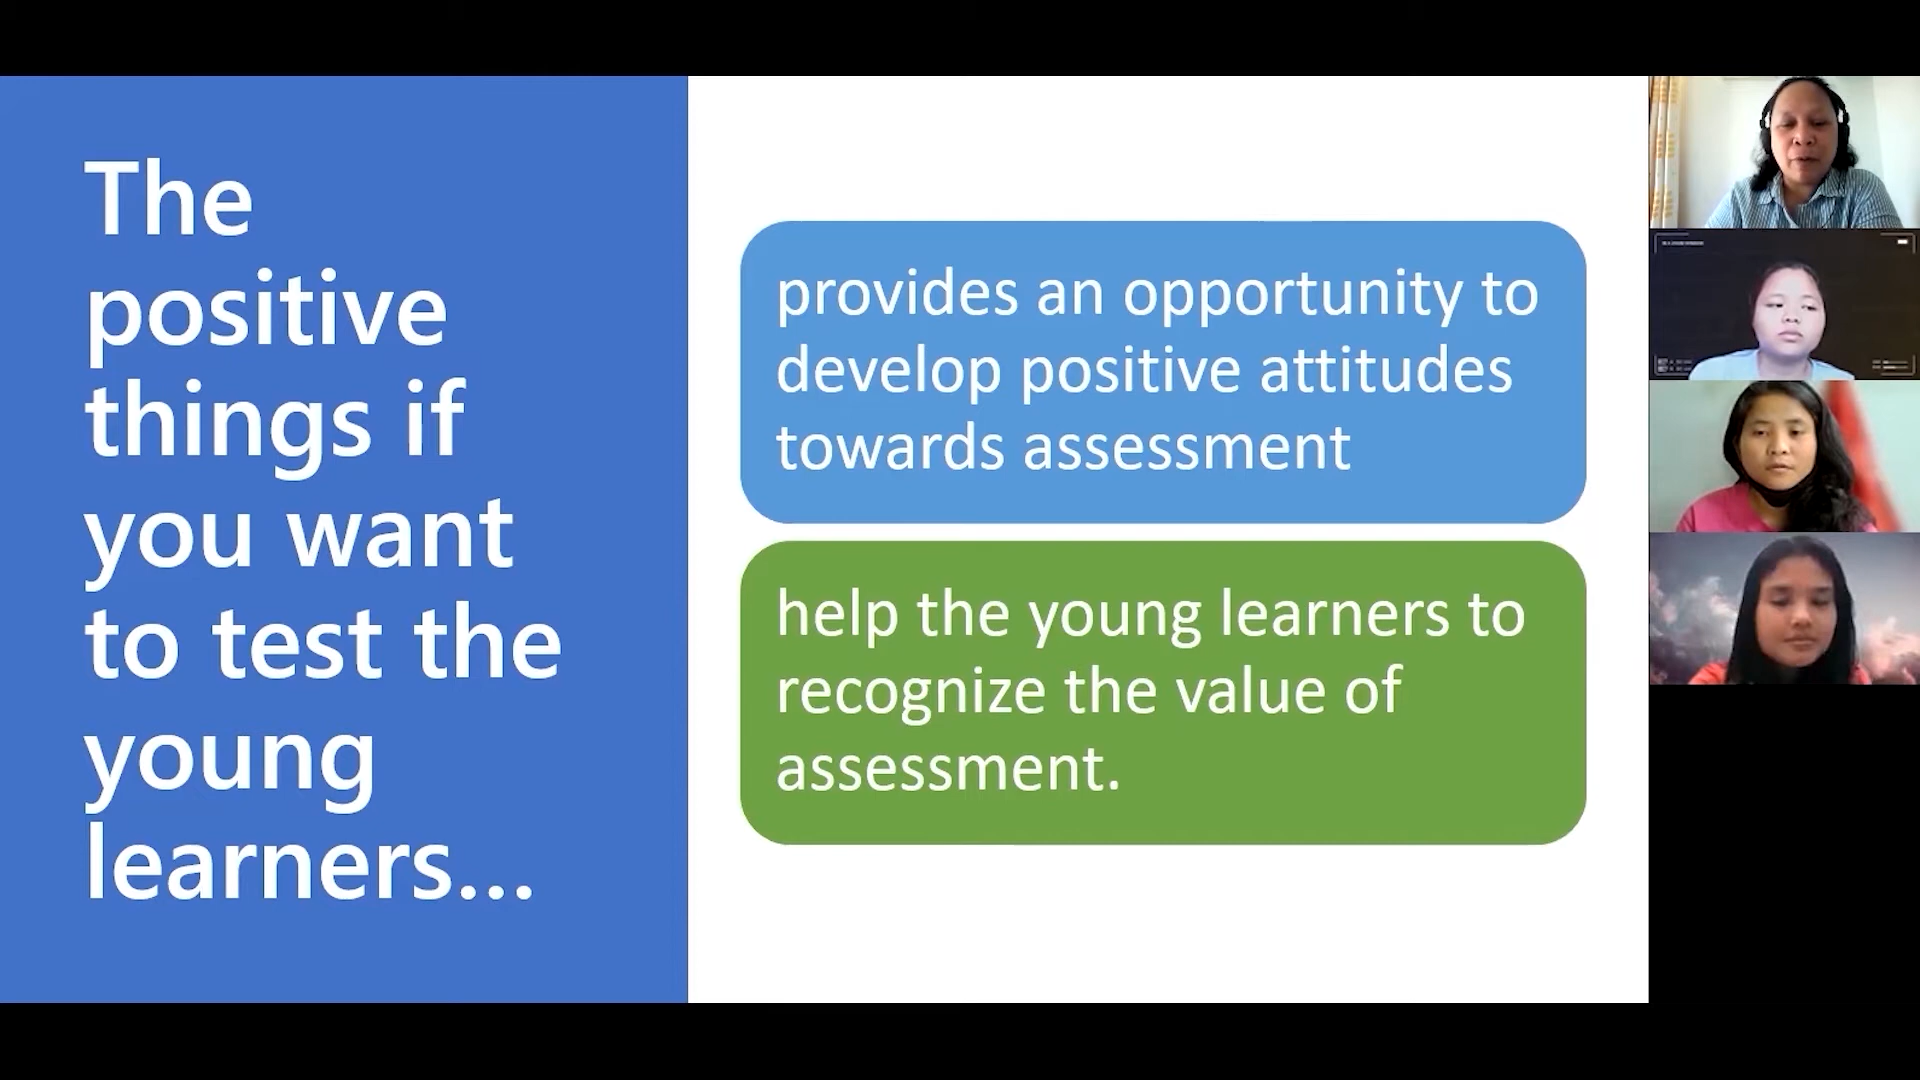 The
positive
things if
you want
to test the
young
learners...
provides an opportunity to
develop positive attitudes
towards assessment
help the young learners to
recognize the value of
assessment.